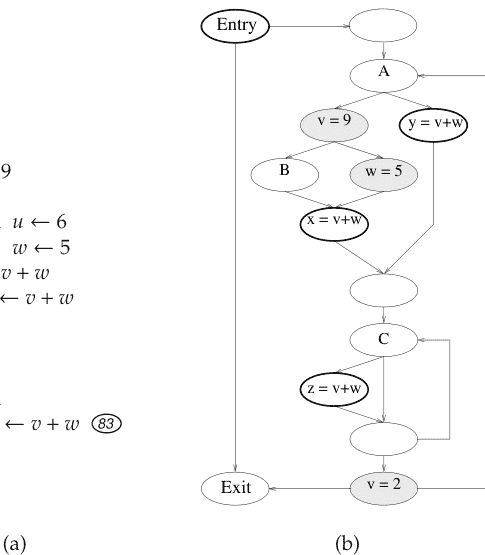 9
u ← 6
w ← 5
v + w
← v + w
← v + w 83
(a)
Entry
A
v = 9
y = v+w
B
w = 5
x = v+w
C
z = v+w
Exit
v = 2
(b)